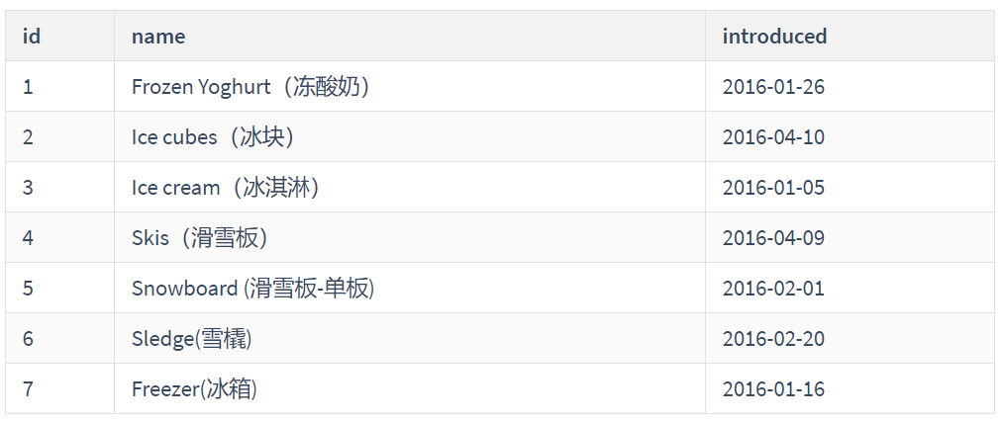 id name introduced
1 Frozen Yoghurt（冻酸奶） 2016-01-26
2 Ice cubes（冰块） 2016-04-10
3 Ice cream（冰淇淋） 2016-01-05
4 Skis（滑雪板） 2016-04-09
5 Snowboard (滑雪板-单板) 2016-02-01
6 Sledge(雪橇) 2016-02-20
7 Freezer(冰箱) 2016-01-16